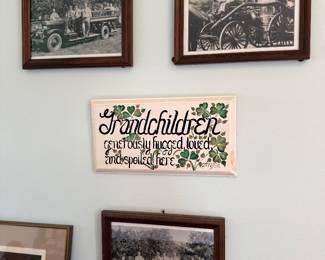 Grandchildren
generously hugged, loved,
and spoiled here